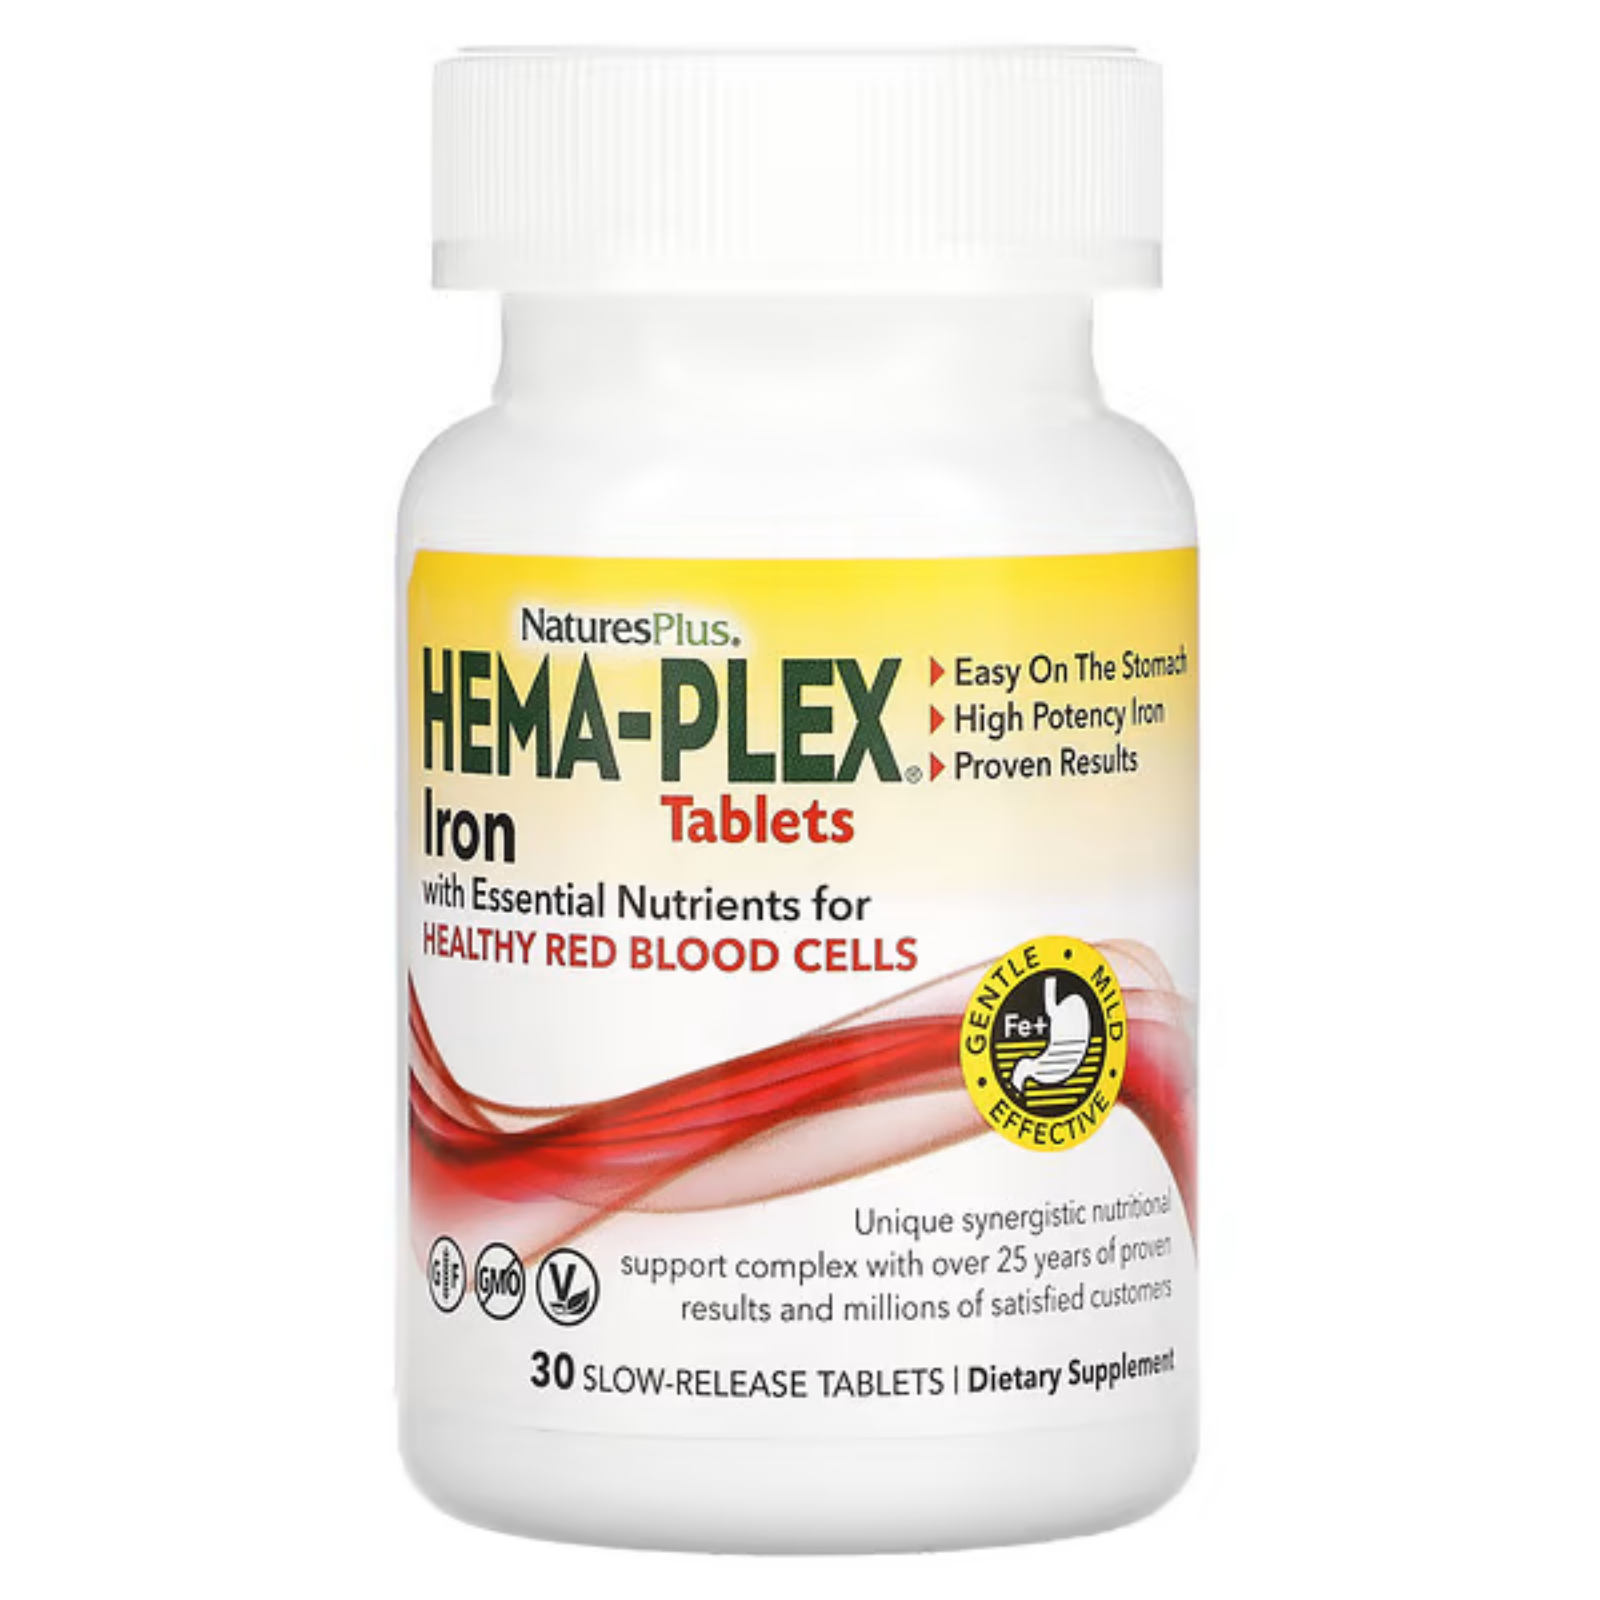 NaturesPlus®
HEMA-PLEX®
Iron
Tablets
with Essential Nutrients for
HEALTHY RED BLOOD CELLS
Easy On The Stomach
High Potency Iron
Proven Results
GENTLE • MILD • EFFECTIVE •
Fe+
Unique synergistic nutritional
support complex with over 25 years of proven
results and millions of satisfied customers
GF
GMO
V
30 SLOW-RELEASE TABLETS | Dietary Supplement